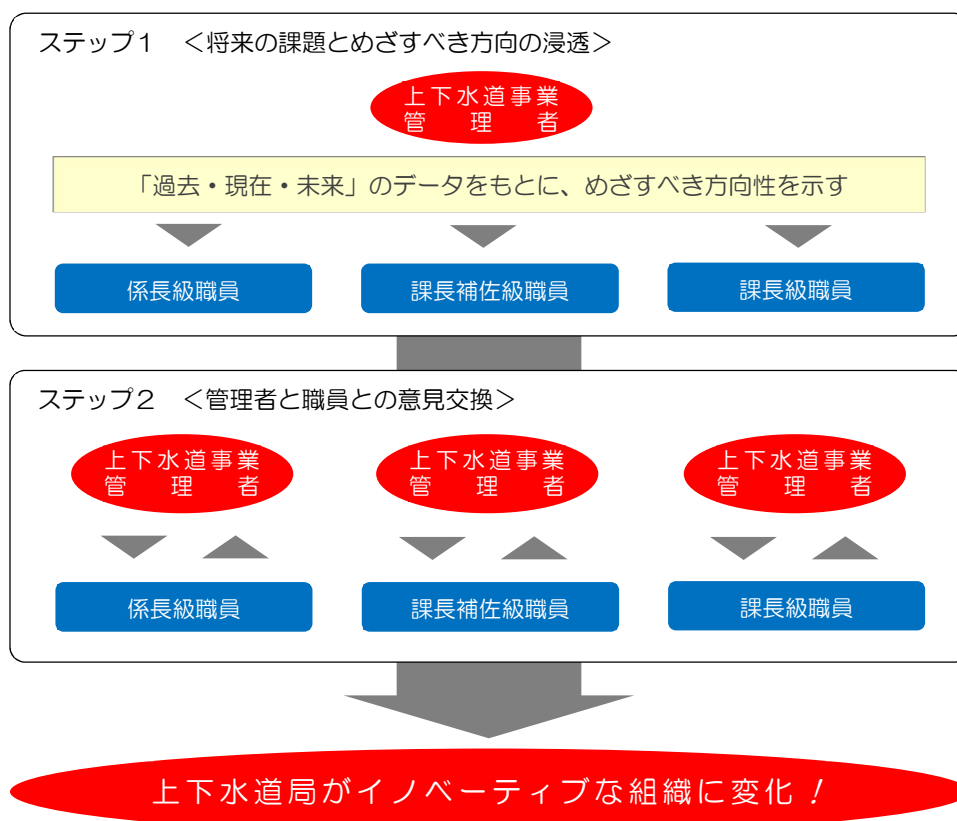 ステップ1 <将来の課題とめざすべき方向の浸透>
上下水道事業
管理者
「過去・現在・未来」のデータをもとに、めざすべき方向性を示す
係長級職員
課長補佐級職員
課長級職員
ステップ2 <管理者と職員との意見交換>
上下水道事業
管理者
上下水道事業
管理者
上下水道事業
管理者
係長級職員
課長補佐級職員
課長級職員
上下水道局がイノベーティブな組織に変化!